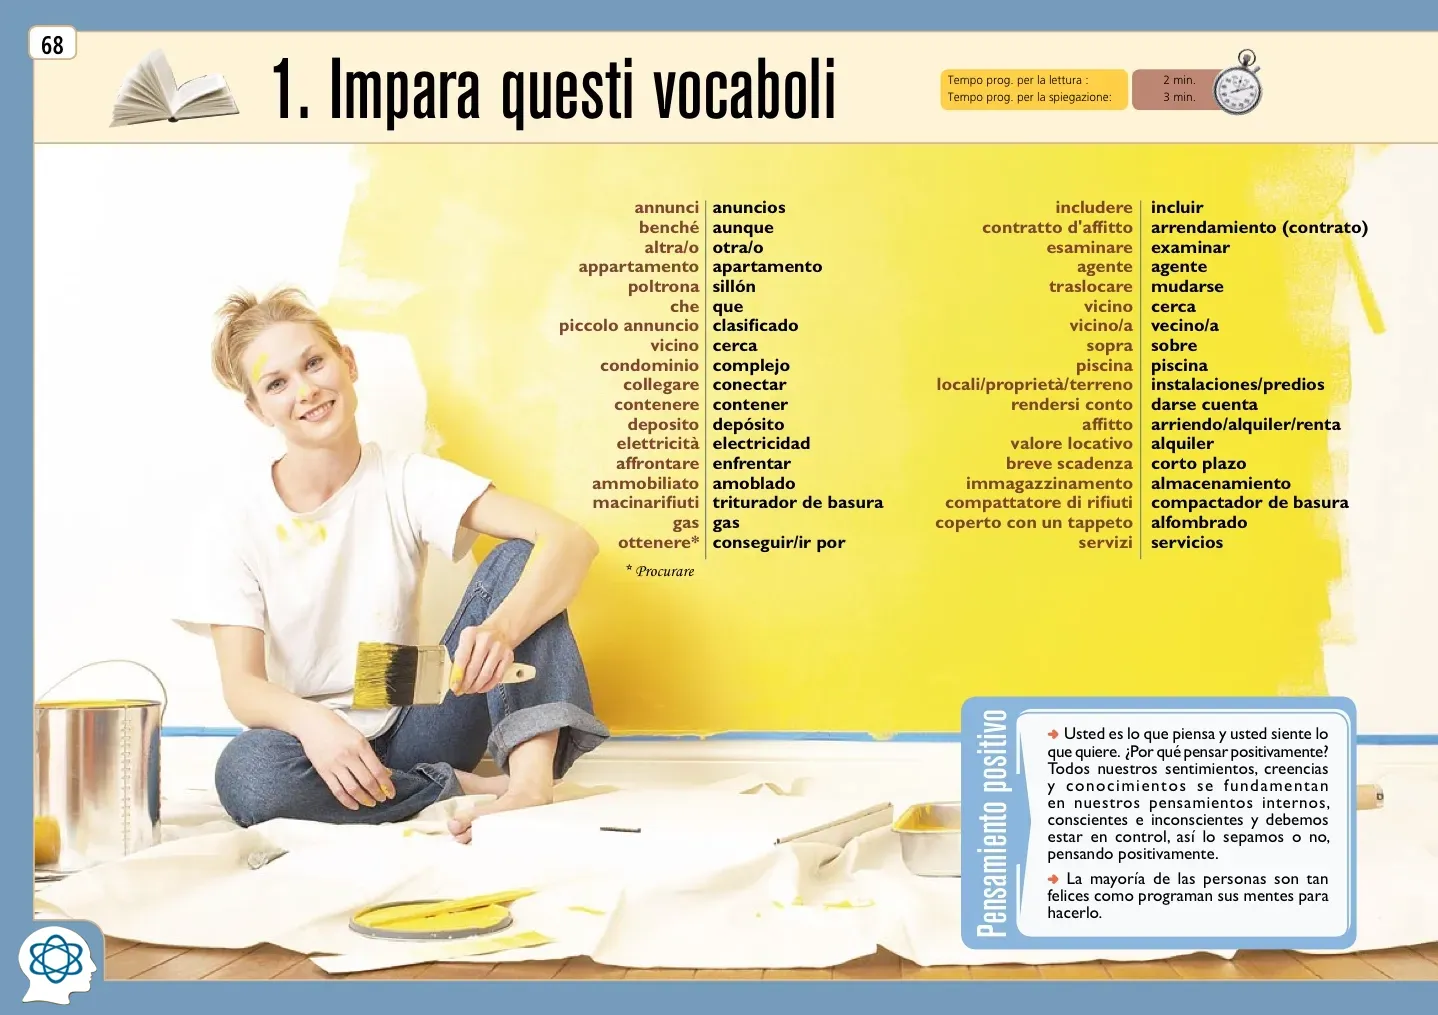 68
1. Impara questi vocaboli
Tempo prog. per la lettura : 2 min.
Tempo prog. per la spiegazione: 3 min.
annunci anuncios
benché aunque
altra/o otra/o
appartamento apartamento
poltrona sillón
che que
piccolo annuncio clasificado
vicino cerca
condominio complejo
collegare conectar
contenere contener
deposito depósito
elettricità electricidad
affrontare enfrentar
ammobiliato amoblado
macinarifiuti triturador de basura
gas gas
ottenere* conseguir/ir por
* Procurare
includere incluir
contratto d'affitto arrendamiento (contrato)
esaminare examinar
agente agente
traslocare mudarse
vicino cerca
vicino/a vecino/a
sopra sobre
piscina piscina
locali/proprietà/terreno instalaciones/predios
rendersi conto darse cuenta
affitto arriendo/alquiler/renta
valore locativo alquiler
breve scadenza corto plazo
immagazzinamento almacenamiento
compattatore di rifiuti compactador de basura
coperto con un tappeto alfombrado
servizi servicios
Pensamiento positivo
➜ Usted es lo que piensa y usted siente lo
que quiere. ¿Por qué pensar positivamente?
Todos nuestros sentimientos, creencias
y conocimientos se fundamentan
en nuestros pensamientos internos,
conscientes e inconscientes y debemos
estar en control, así lo sepamos o no,
pensando positivamente.
➜ La mayoría de las personas son tan
felices como programan sus mentes para
hacerlo.